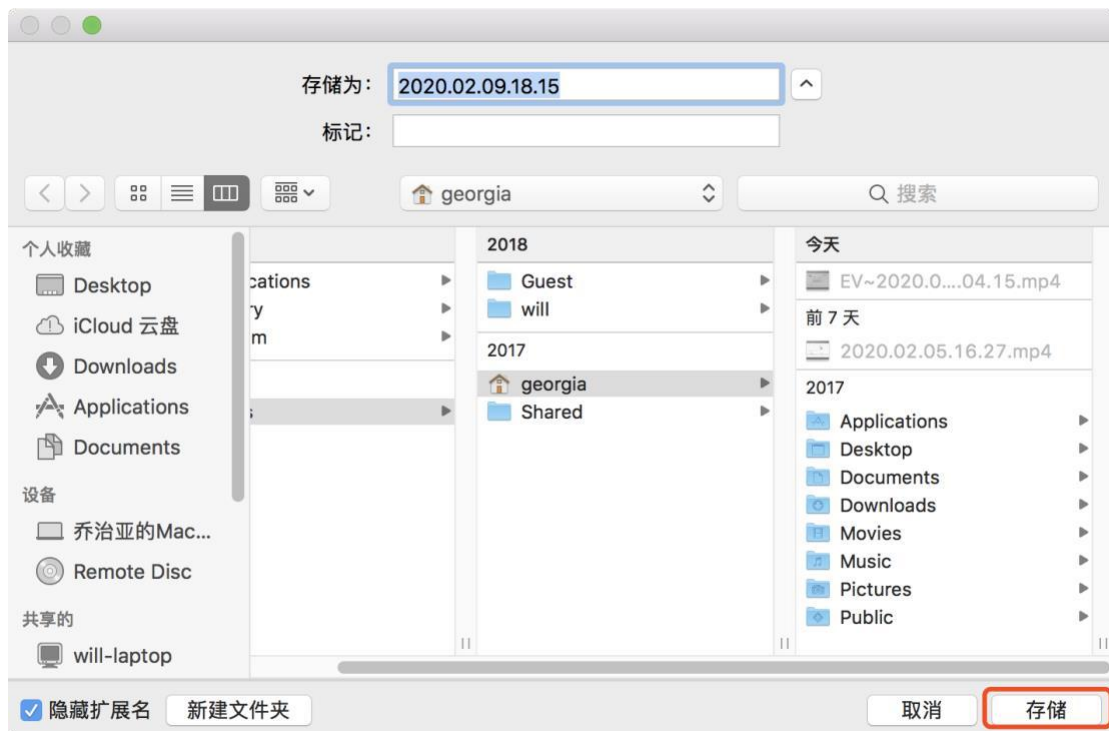 存储为：
2020.02.09.18.15
标记：
georgia
搜索
个人收藏
Desktop
iCloud 云盘
Downloads
Applications
Documents
设备
乔治亚的Mac...
Remote Disc
共享的
will-laptop
cations
ry
m
s
2018
Guest
will
2017
georgia
Shared
今天
EV~2020.0....04.15.mp4
前 7 天
2020.02.05.16.27.mp4
2017
Applications
Desktop
Documents
Downloads
Movies
Music
Pictures
Public
隐藏扩展名
新建文件夹
取消
存储